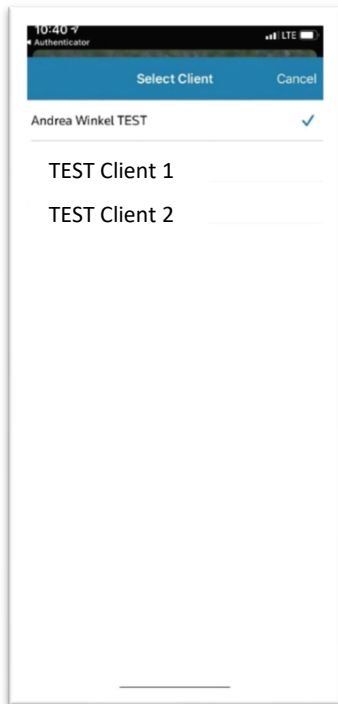 10:40
LTE
Authenticator
Select Client
Cancel
Andrea Winkel TEST
TEST Client 1
TEST Client 2